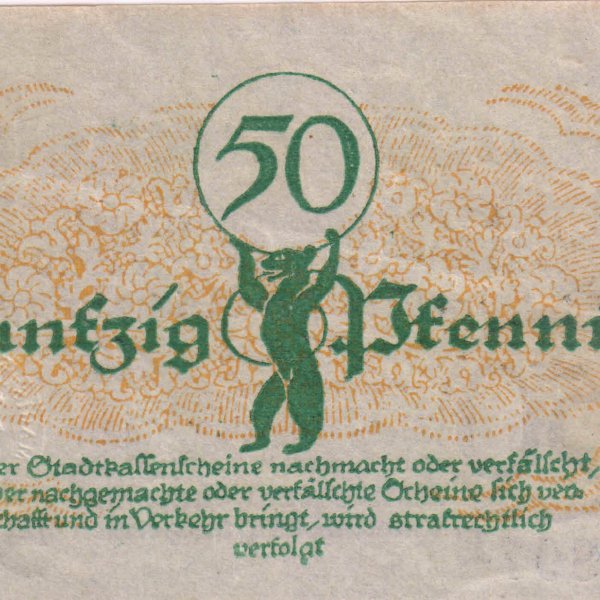 50
unfzig Pfenni
er Stadtkassenscheine nachmacht oder verfälscht,
er nachgemachte oder verfälschte Scheine sich ver-
schafft und in Verkehr bringt, wird strafrechtlich
verfolgt